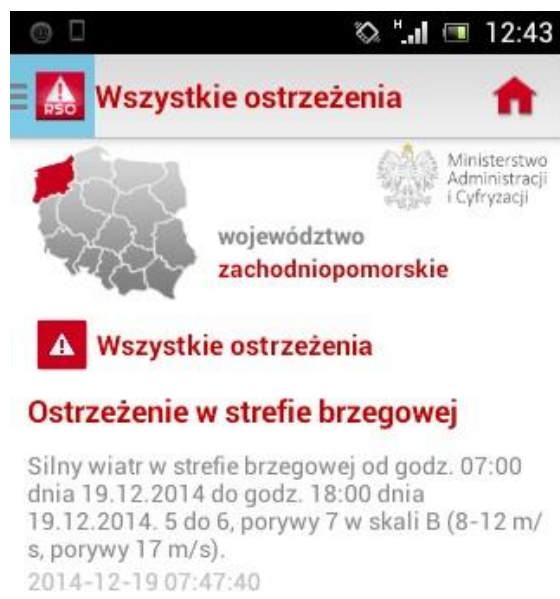 H 12:43
RSO Wszystkie ostrzeżenia
Ministerstwo
Administracji
i Cyfryzacji
województwo
zachodniopomorskie
Wszystkie ostrzeżenia
Ostrzeżenie w strefie brzegowej
Silny wiatr w strefie brzegowej od godz. 07:00
dnia 19.12.2014 do godz. 18:00 dnia
19.12.2014. 5 do 6, porywy 7 w skali B (8-12 m/
s, porywy 17 m/s).
2014-12-19 07:47:40